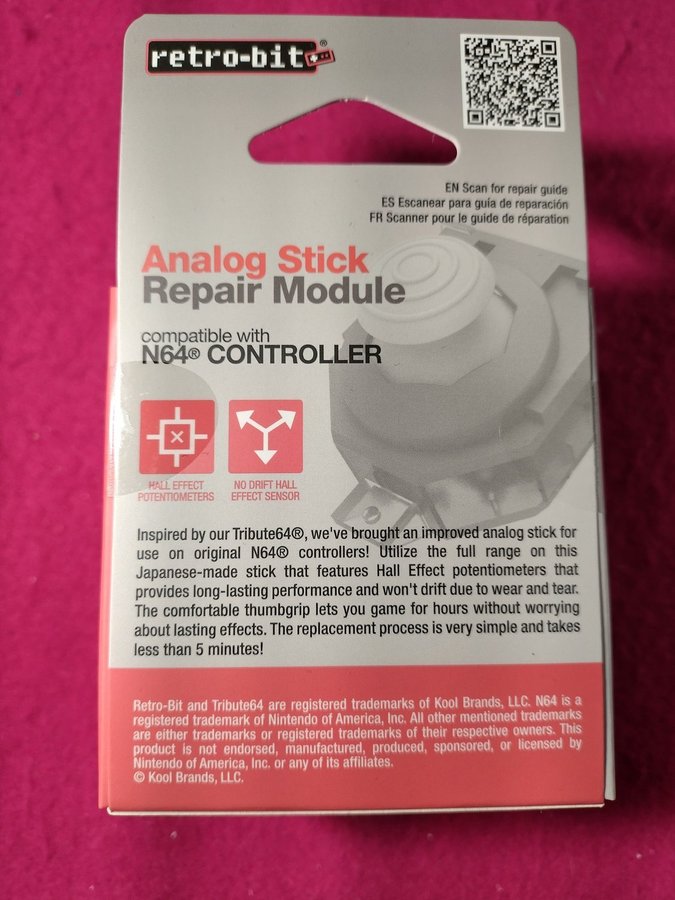 retro-bit®
EN Scan for repair guide
ES Escanear para guía de reparación
FR Scanner pour le guide de réparation
Analog Stick
Repair Module
compatible with
N64® CONTROLLER
HALL EFFECT
POTENTIOMETERS
NO DRIFT HALL
EFFECT SENSOR
Inspired by our Tribute64®, we've brought an improved analog stick for
use on original N64® controllers! Utilize the full range on this
Japanese-made stick that features Hall Effect potentiometers that
provides long-lasting performance and won't drift due to wear and tear.
The comfortable thumbgrip lets you game for hours without worrying
about lasting effects. The replacement process is very simple and takes
less than 5 minutes!
Retro-Bit and Tribute64 are registered trademarks of Kool Brands, LLC. N64 is a
registered trademark of Nintendo of America, Inc. All other mentioned trademarks
are either trademarks or registered trademarks of their respective owners. This
product is not endorsed, manufactured, produced, sponsored, or licensed by
Nintendo of America, Inc. or any of its affiliates.
© Kool Brands, LLC.